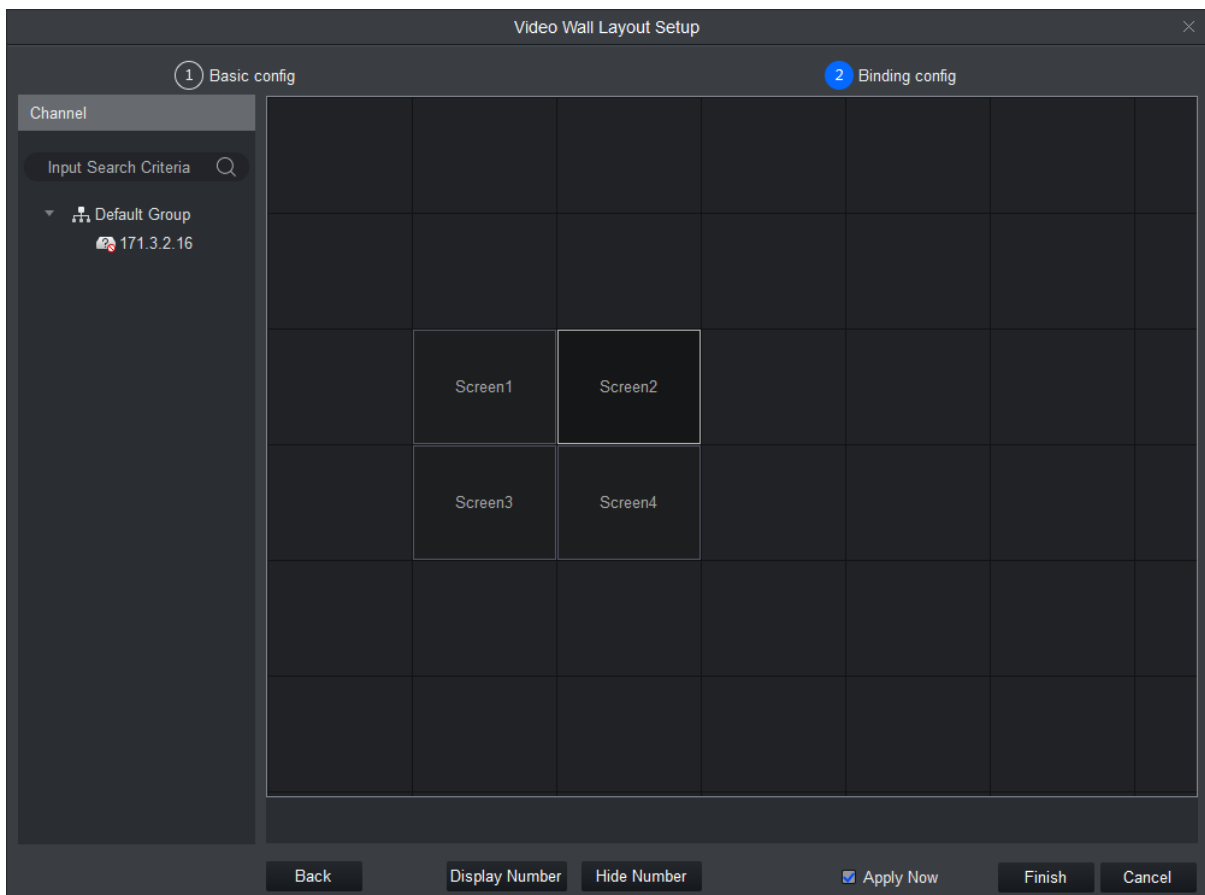 Video Wall Layout Setup
1 Basic config
2 Binding config
Channel
Input Search Criteria
Default Group
171.3.2.16
Screen1 Screen2
Screen3 Screen4
Back Display Number Hide Number Apply Now Finish Cancel